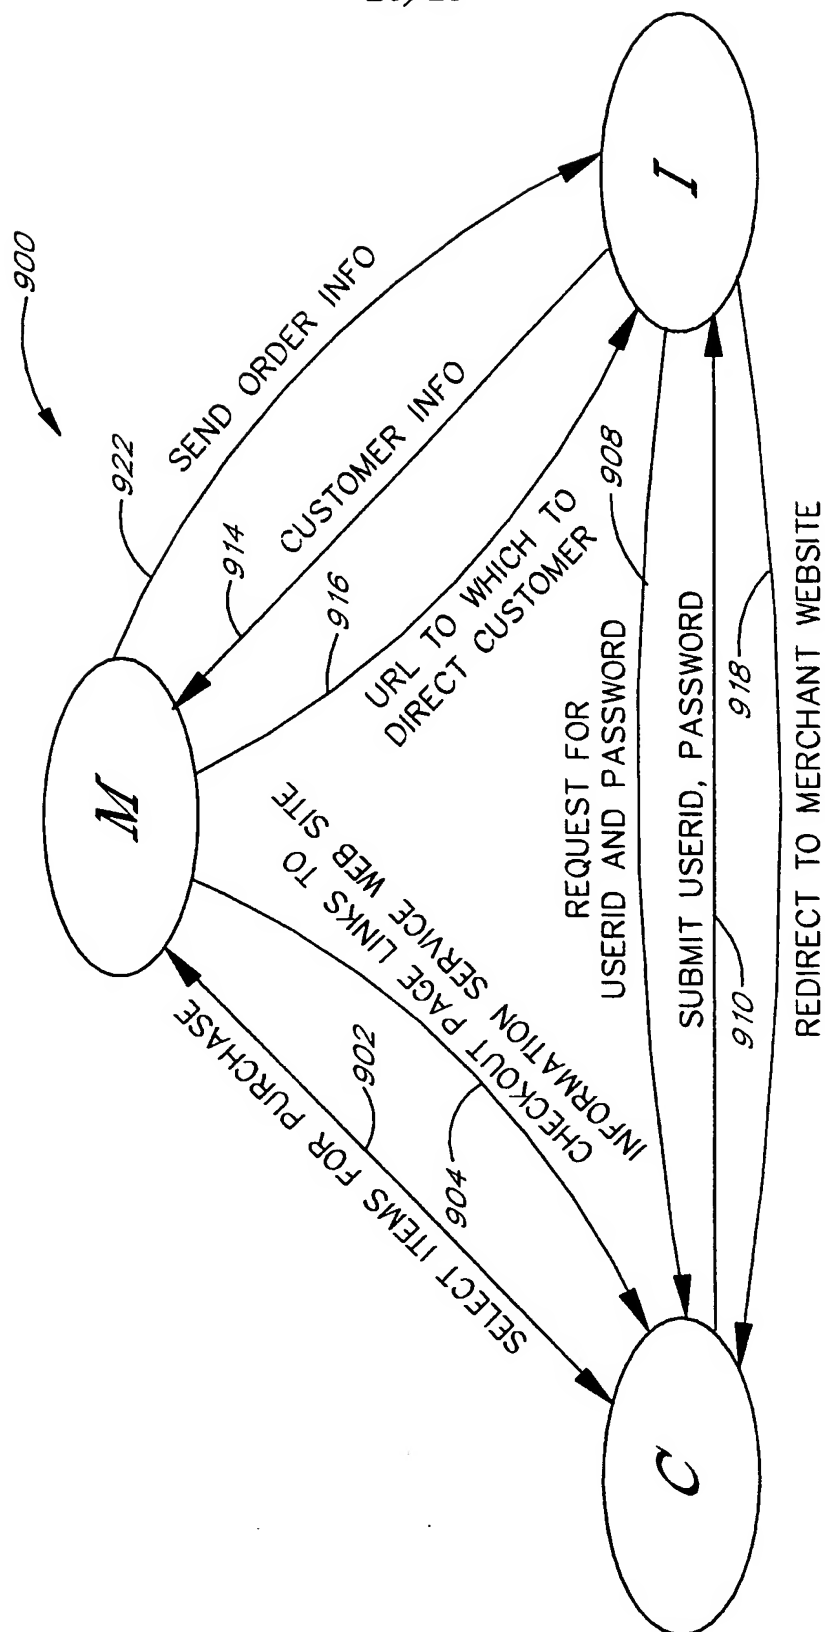 900
922
SEND ORDER INFO
914
CUSTOMER INFO
916
URL TO WHICH TO
DIRECT CUSTOMER
M
I
C
SELECT ITEMS FOR PURCHASE
902
904
CHECKOUT PAGE LINKS TO
INFORMATION SERVICE WEB SITE
REQUEST FOR
USERID AND PASSWORD
908
SUBMIT USERID, PASSWORD
910
918
REDIRECT TO MERCHANT WEBSITE